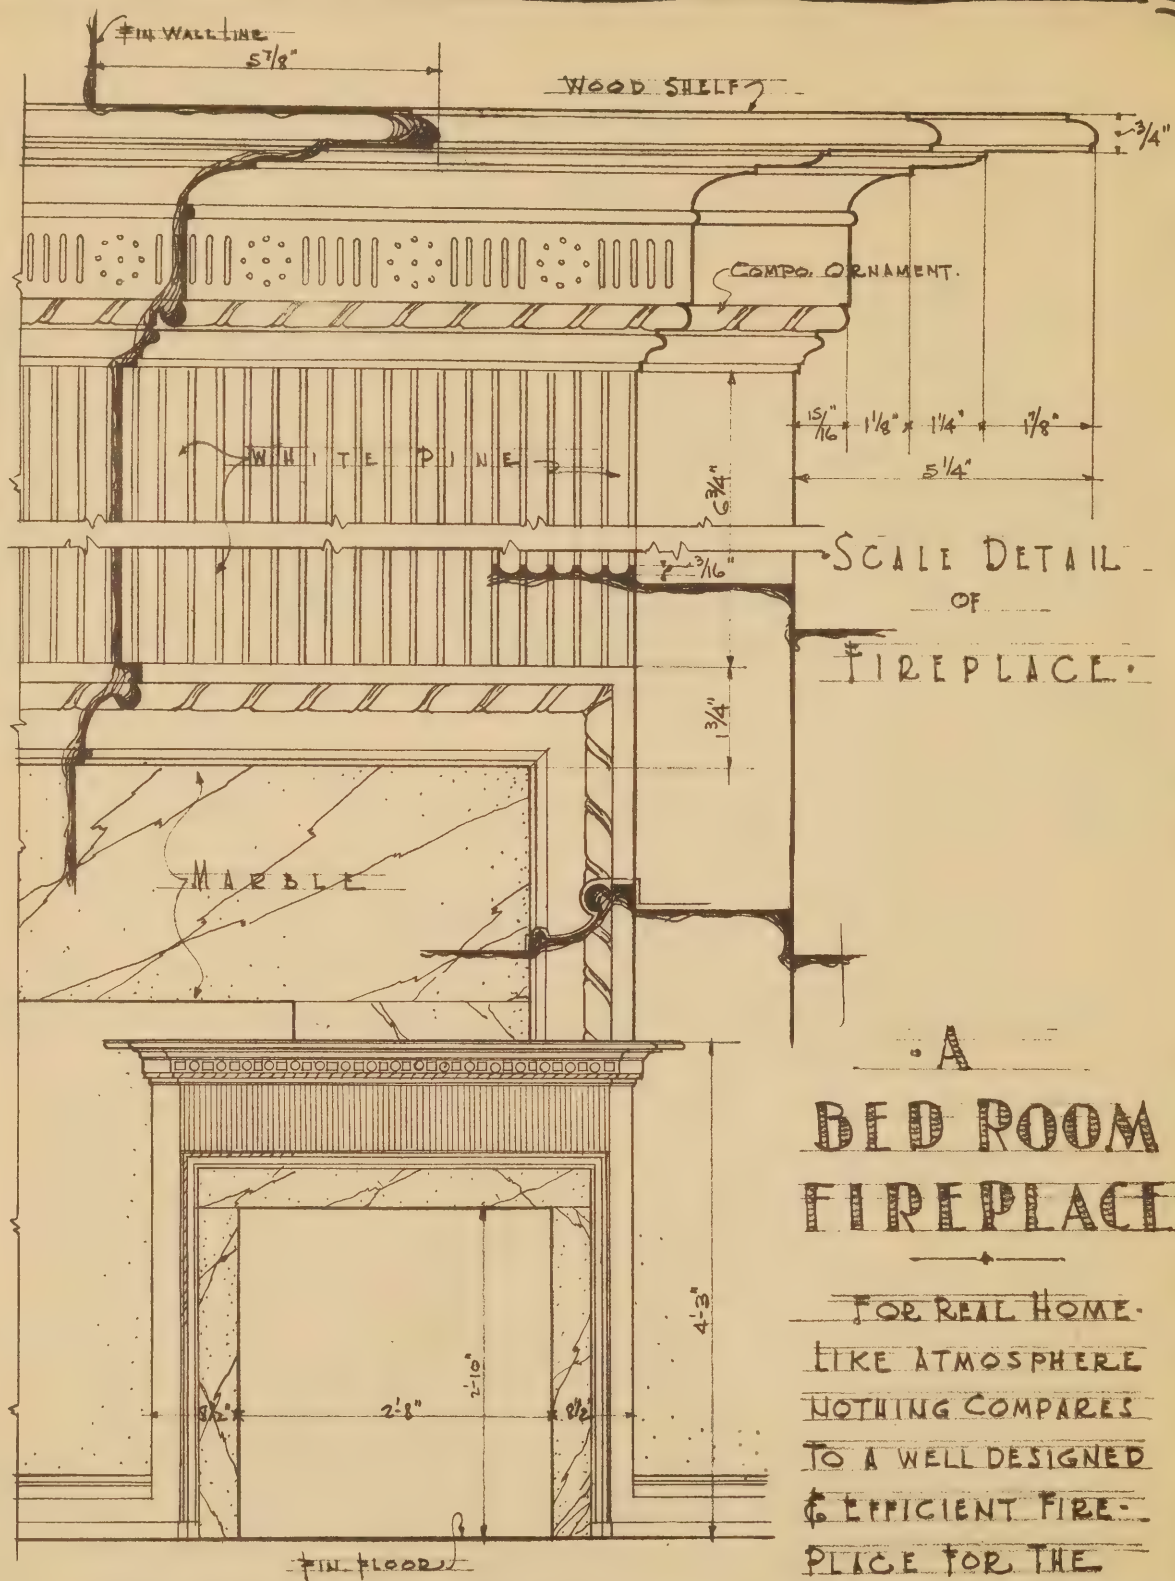 FIN WALL LINE
5 7/8"
WOOD SHELF
3/4"
COMPO. ORNAMENT.
15/16" 1 1/8" 1 1/4" 1 7/8"
5 1/4"
WHITE PINE
6 3/4"
3/16"
SCALE DETAIL
OF
FIREPLACE.
1 3/4"
MARBLE
A
BED ROOM
FIREPLACE
FOR REAL HOME-
LIKE ATMOSPHERE
NOTHING COMPARES
TO A WELL DESIGNED
& EFFICIENT FIRE-
PLACE FOR THE
4'-3"
2'-10"
8 1/2" 2'-8" 8 1/2"
FIN. FLOOR